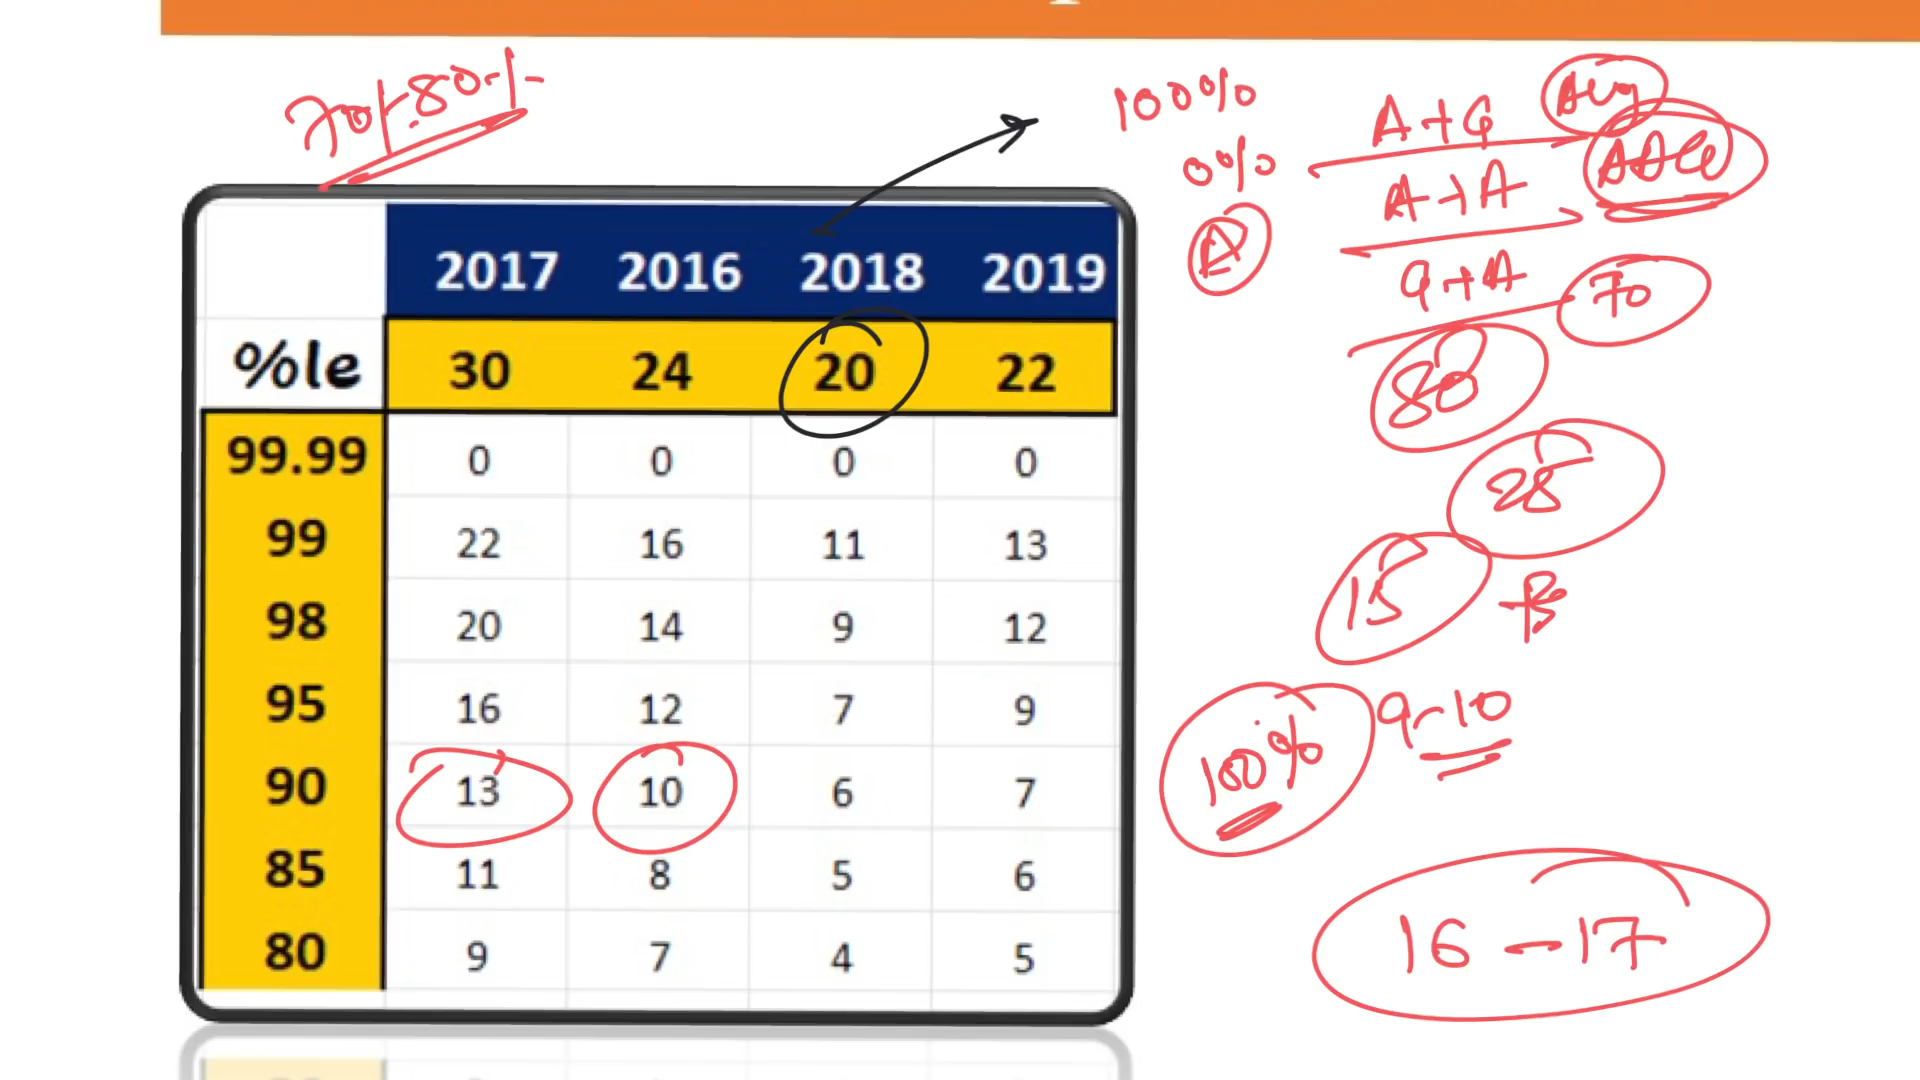 70% 80%
100%
0%
A
A+G Avg
A+A
G+A 70
80
28
15 +B
100% 9-10
16-17
2017 2016 2018 2019
%le 30 24 20 22
99.99 0 0 0 0
99 22 16 11 13
98 20 14 9 12
95 16 12 7 9
90 13 10 6 7
85 11 8 5 6
80 9 7 4 5